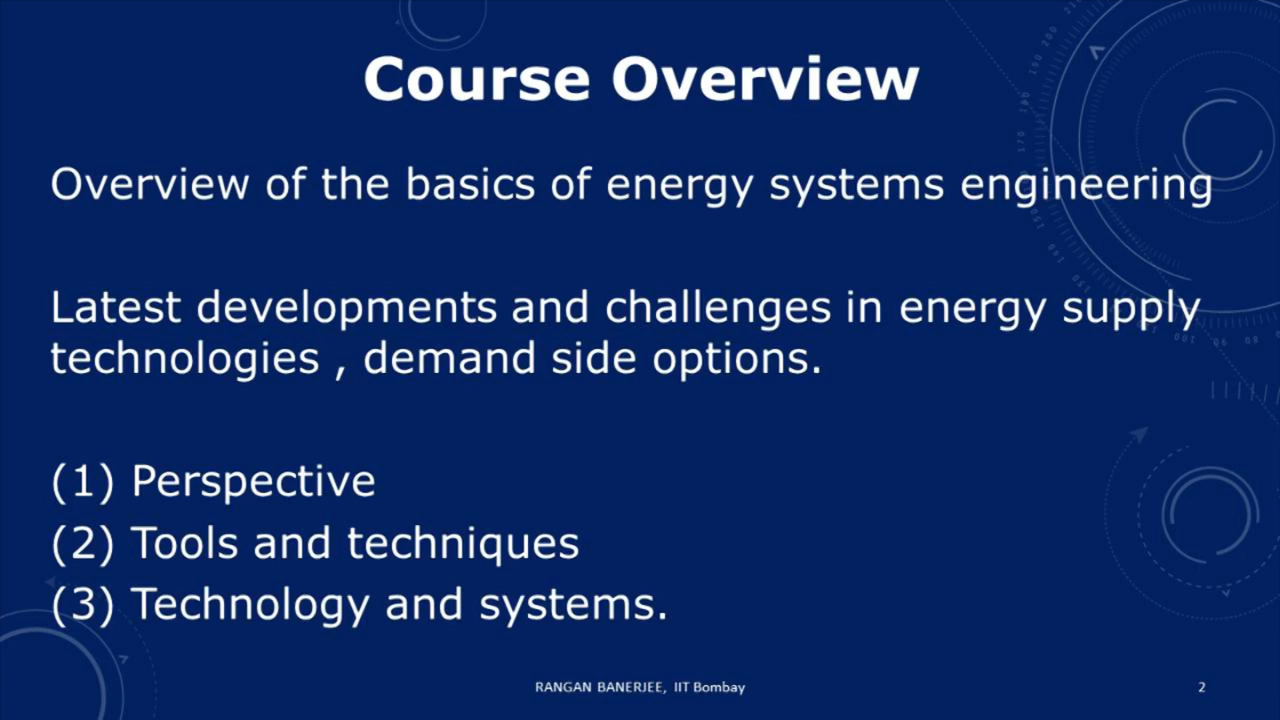 Course Overview
Overview of the basics of energy systems engineering
Latest developments and challenges in energy supply
technologies , demand side options.
(1) Perspective
(2) Tools and techniques
(3) Technology and systems.
RANGAN BANERJEE, IIT Bombay
2